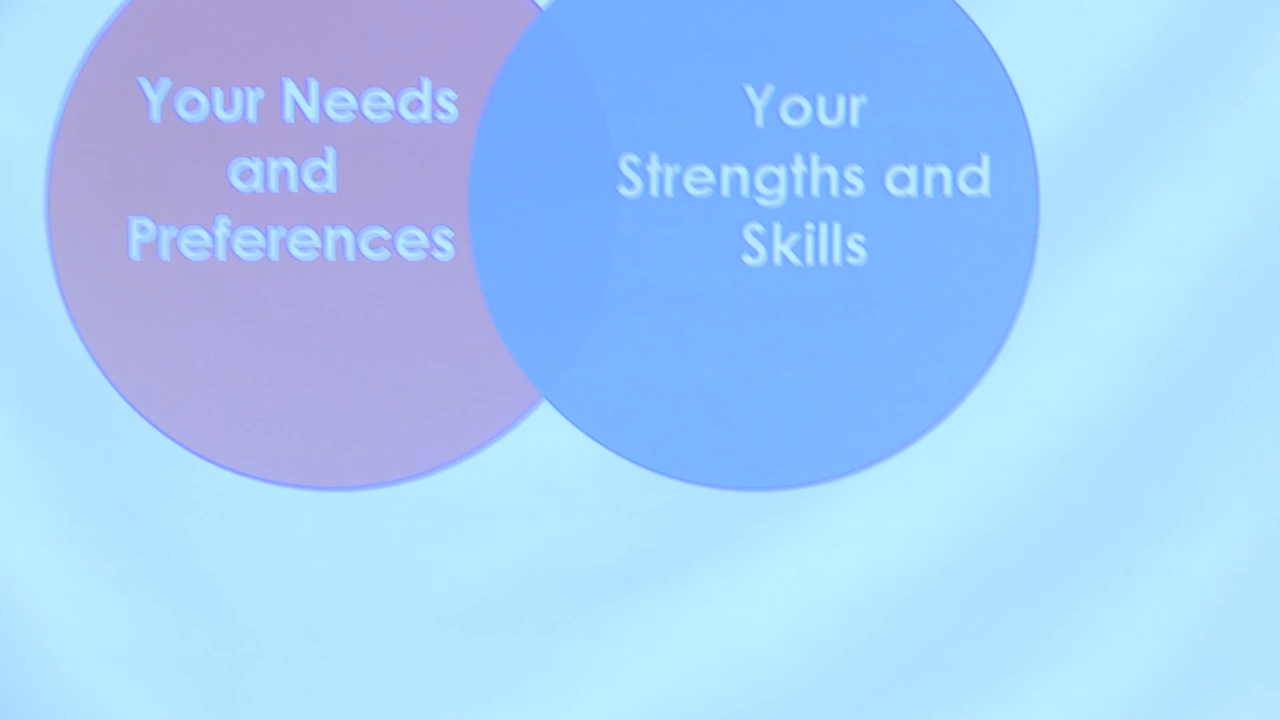 Your Needs
and
Preferences
Your
Strengths and
Skills